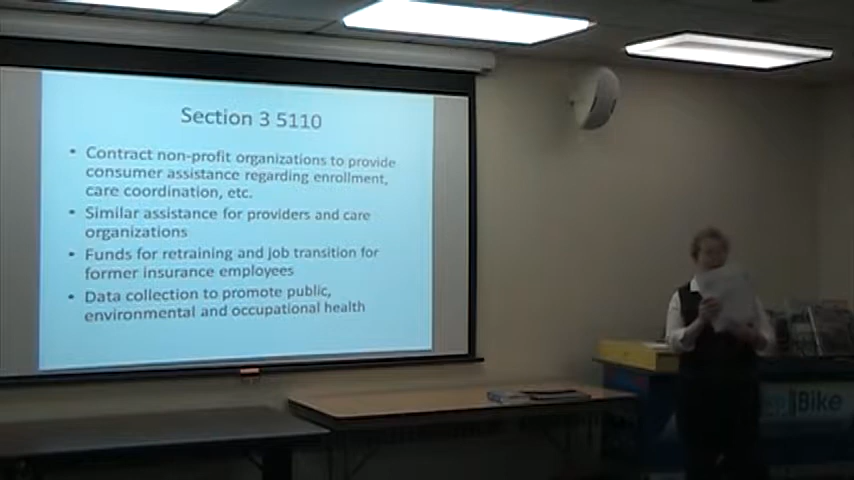 Section 3 5110
• Contract non-profit organizations to provide
consumer assistance regarding enrollment,
care coordination, etc.
• Similar assistance for providers and care
organizations
• Funds for retraining and job transition for
former insurance employees
• Data collection to promote public,
environmental and occupational health
Bike